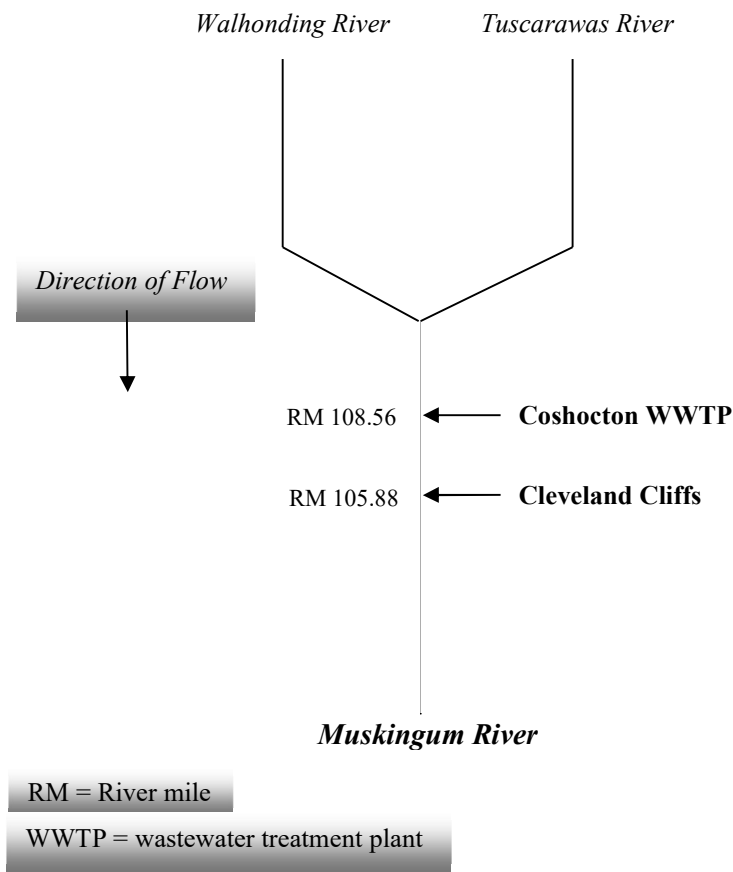 Walhonding River
Tuscarawas River
Direction of Flow
RM 108.56
Coshocton WWTP
RM 105.88
Cleveland Cliffs
Muskingum River
RM = River mile
WWTP = wastewater treatment plant